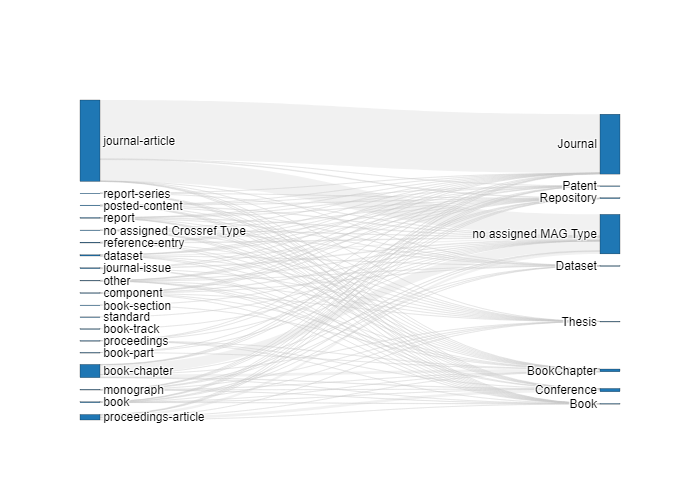 journal-article
report-series
posted-content
report
no assigned Crossref Type
reference-entry
dataset
journal-issue
other
component
book-section
standard
book-track
proceedings
book-part
book-chapter
monograph
book
proceedings-article
Journal
Patent
Repository
no assigned MAG Type
Dataset
Thesis
BookChapter
Conference
Book